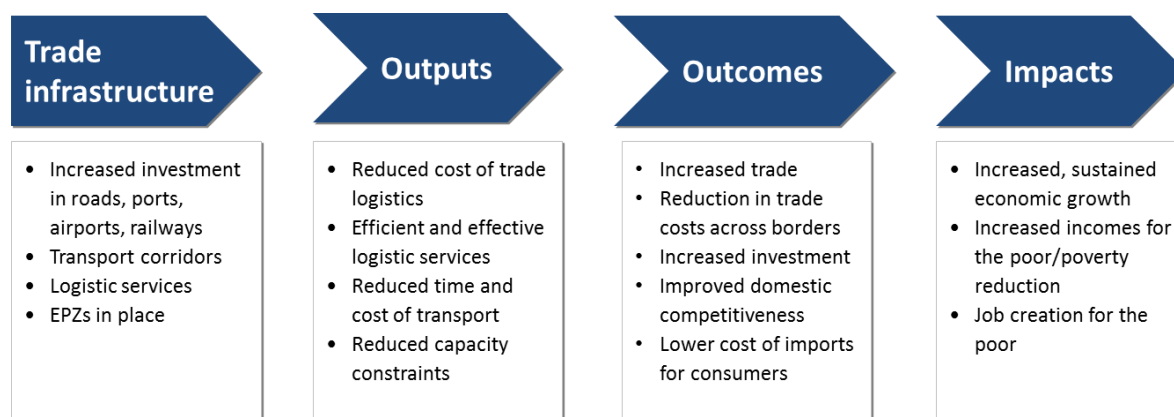 Trade
infrastructure
• Increased investment
in roads, ports,
airports, railways
• Transport corridors
• Logistic services
• EPZs in place
Outputs
• Reduced cost of trade
logistics
• Efficient and effective
logistic services
• Reduced time and
cost of transport
• Reduced capacity
constraints
Outcomes
• Increased trade
• Reduction in trade
costs across borders
• Increased investment
• Improved domestic
competitiveness
• Lower cost of imports
for consumers
Impacts
• Increased, sustained
economic growth
• Increased incomes for
the poor/poverty
reduction
• Job creation for the
poor